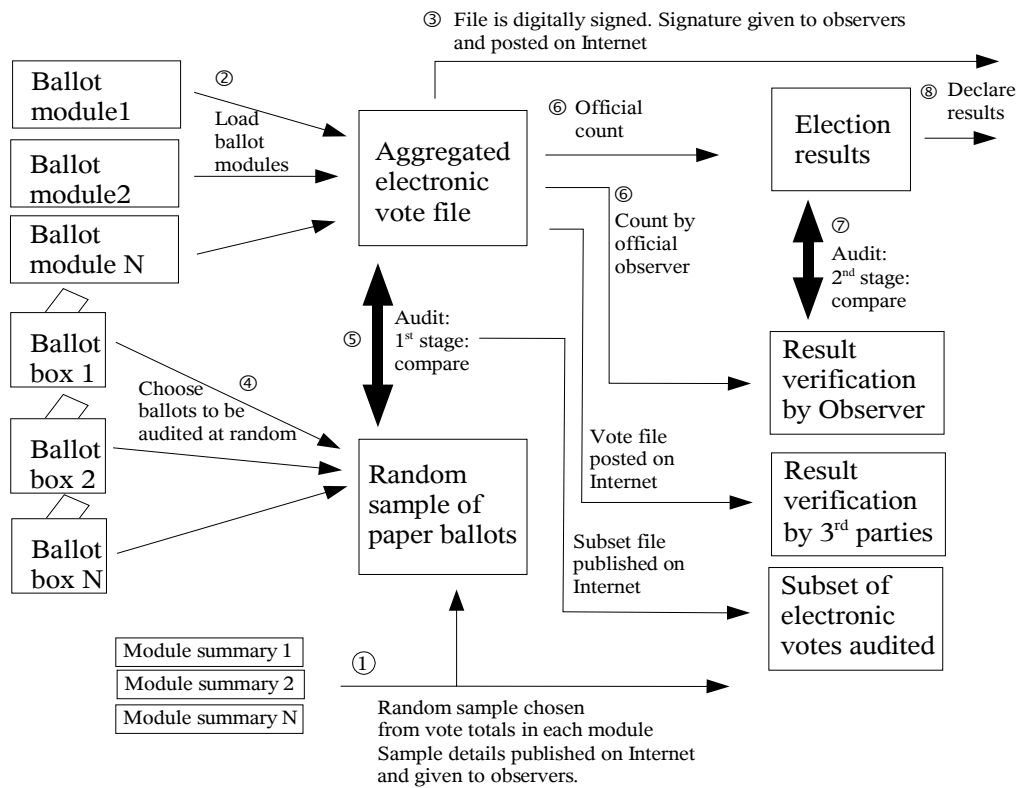 ③ File is digitally signed. Signature given to observers
and posted on Internet
Ballot
module1
②
Load
ballot
modules
Ballot
module2
Ballot
module N
Aggregated
electronic
vote file
⑥ Official
count
Election
results
⑧ Declare
results
⑥
Count by
official
observer
⑦
Audit:
2nd stage:
compare
Ballot
box 1
④
Choose
ballots to be
audited at random
Ballot
box 2
Ballot
box N
⑤
Audit:
1st stage:
compare
Random
sample of
paper ballots
Result
verification
by Observer
Vote file
posted on
Internet
Result
verification
by 3rd parties
Subset file
published on
Internet
Subset of
electronic
votes audited
Module summary 1
Module summary 2
Module summary N
①
Random sample chosen
from vote totals in each module
Sample details published on Internet
and given to observers.